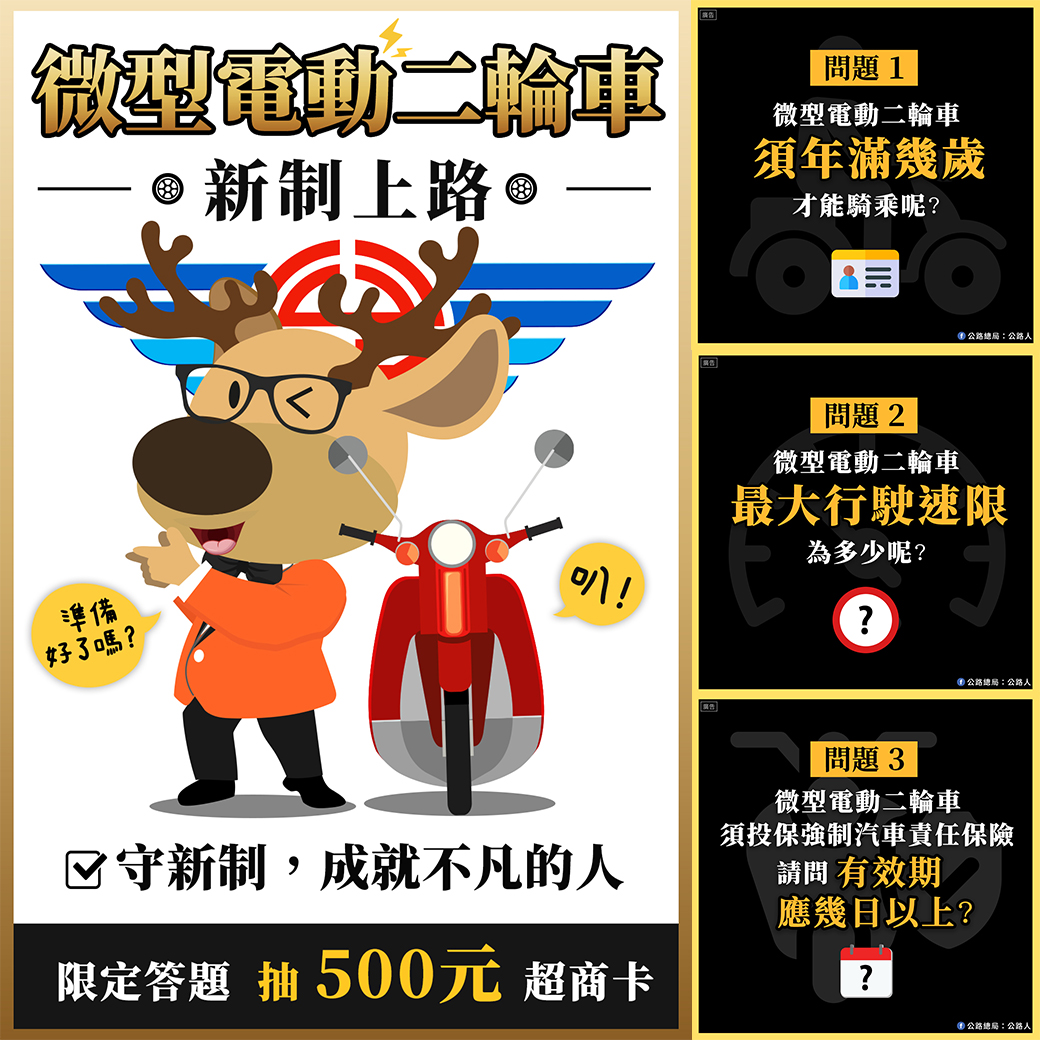 微型電動二輪車
新制上路
準備
好了嗎?
叭!
守新制，成就不凡的人
限定答題 抽500元 超商卡
廣告
問題 1
微型電動二輪車
須年滿幾歲
才能騎乘呢?
公路總局：公路人
廣告
問題 2
微型電動二輪車
最大行駛速限
為多少呢?
?
公路總局：公路人
廣告
問題 3
微型電動二輪車
須投保強制汽車責任保險
請問 有效期
應幾日以上?
?
公路總局：公路人